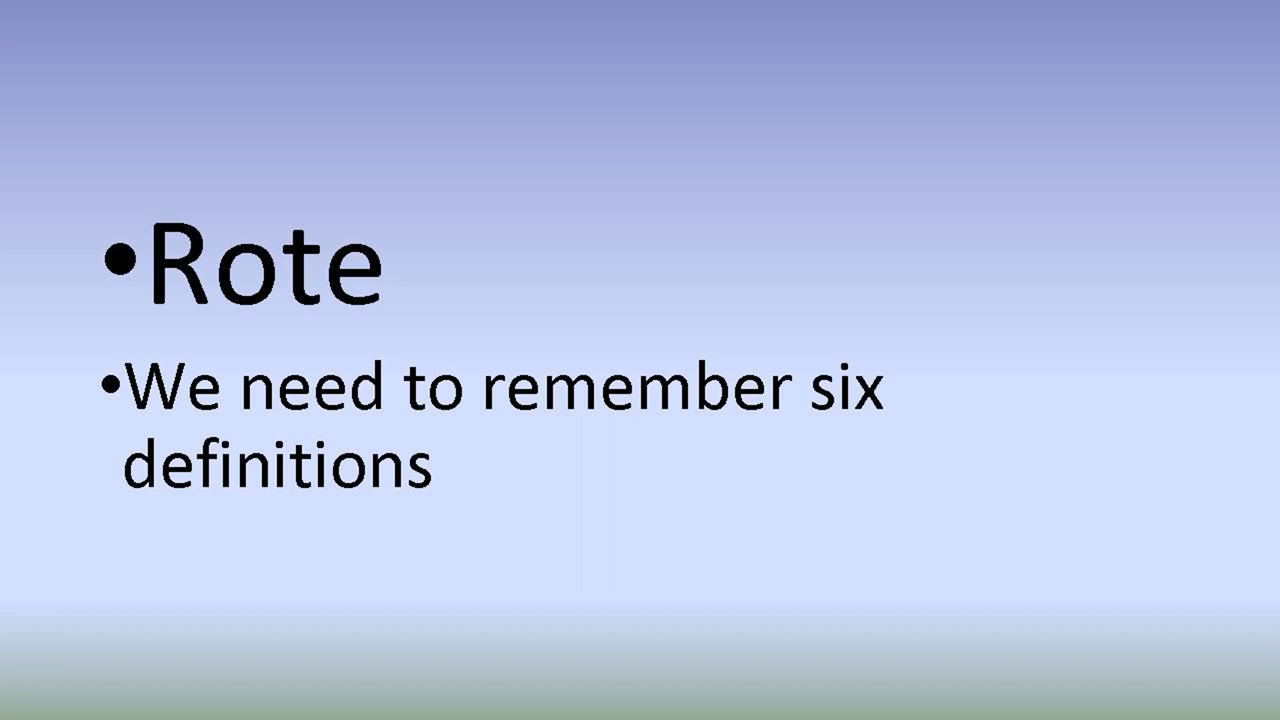 •Rote
•We need to remember six
definitions